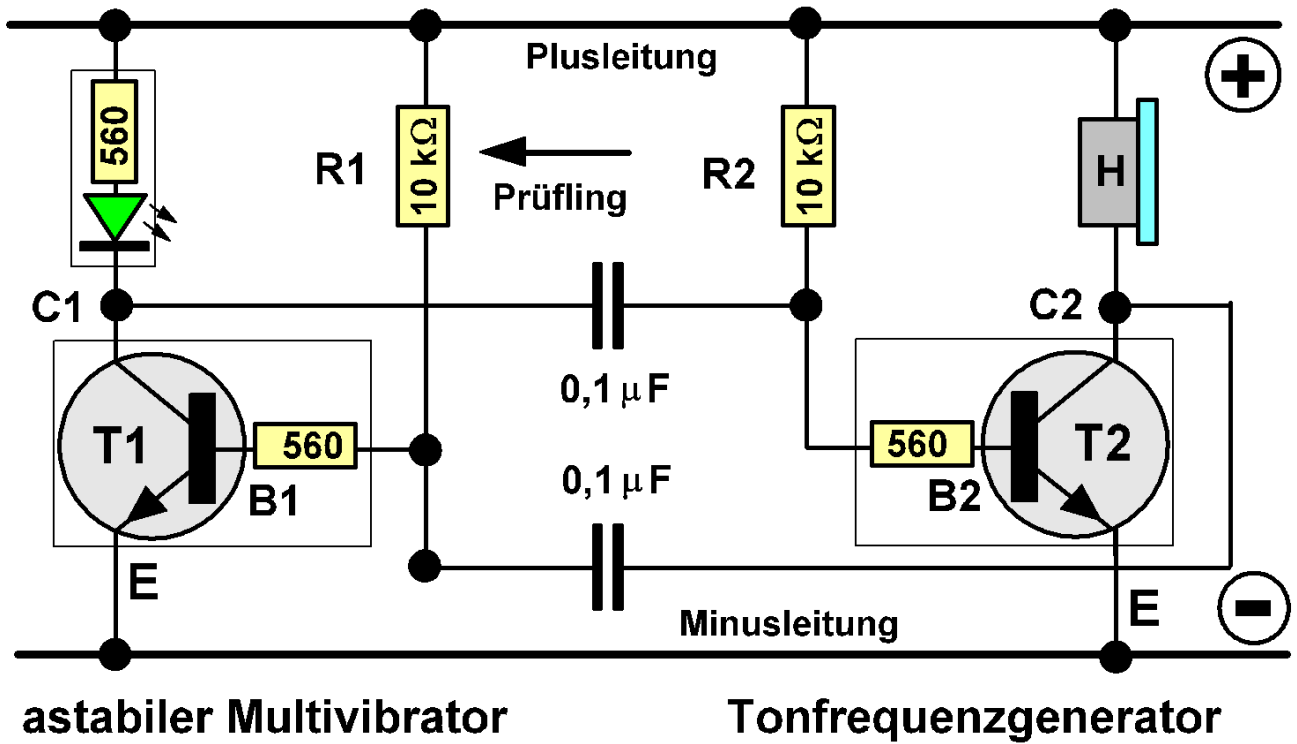 Plusleitung
+
560
R1
10 kΩ
Prüfling
R2
10 kΩ
H
C1
C2
0,1 µF
T1
560
B1
0,1 µF
560
B2
T2
E
E
-
Minusleitung
astabiler Multivibrator
Tonfrequenzgenerator